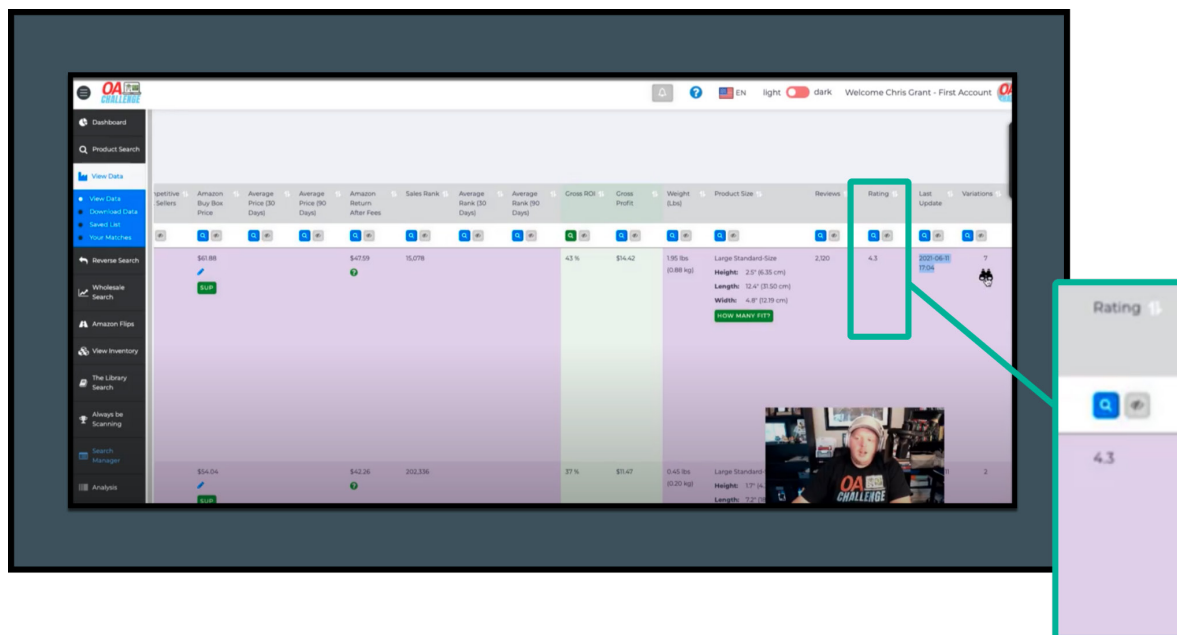 OA
CHALLENGE
EN light dark Welcome Chris Grant - First Account
Dashboard
Product Search
View Data
View Data
Download Data
Saved List
Your Matches
Reverse Search
Wholesale
Search
Amazon Flips
View Inventory
The Library
Search
Always be
Scanning
Search
Manager
Analysis
Sellers
Amazon
Buy Box
Price
Average
Price (30
Days)
Average
Price (90
Days)
Amazon
Return
After Fees
Sales Rank
Average
Rank (30
Days)
Average
Rank (90
Days)
Gross ROI
Gross
Profit
Weight
(Lbs)
Product Size
Reviews
Rating
Last
Update
Variations
$61.88
SUP
$47.59
15,078
43 %
$14.42
1.95 lbs
(0.88 kg)
Large Standard-Size
Height: 2.5" (6.35 cm)
Length: 12.4" (31.50 cm)
Width: 4.8" (12.19 cm)
HOW MANY FIT?
2,120
4.3
2021-06-11
17:04
7
$54.04
SUP
$42.26
202,336
37 %
$11.47
0.45 lbs
(0.20 kg)
Large Standard-
Height: 1.7" (4.
Length: 7.2" (18
2
OA
CHALLENGE
Rating
4.3